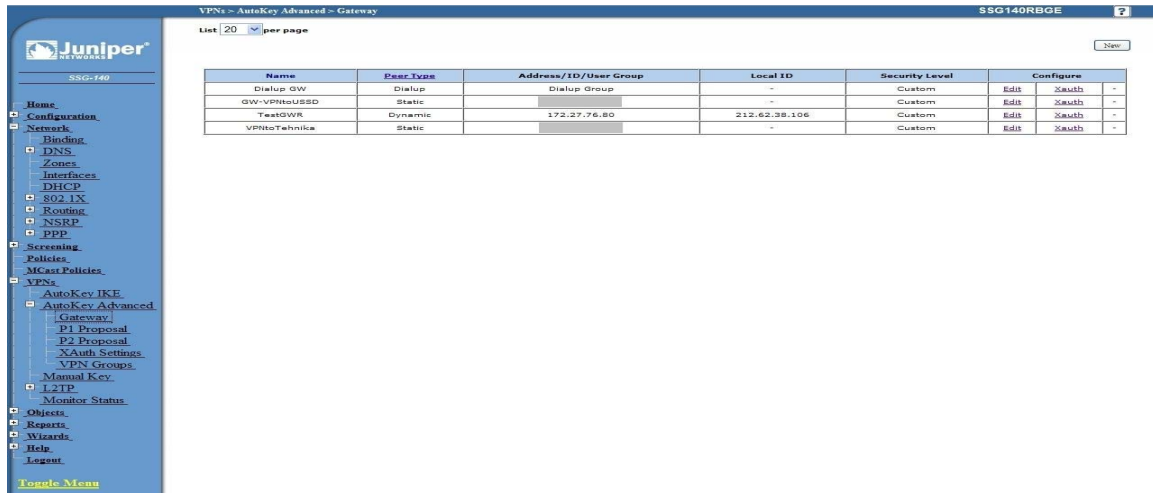 VPNs > AutoKey Advanced > Gateway
SSG140RBGE
?
List 20 per page
New
Juniper
NETWORKS
SSG-140
Home
Configuration
Network
Binding
DNS
Zones
Interfaces
DHCP
802.1X
Routing
NSRP
PPP
Screening
Policies
MCast Policies
VPNs
AutoKey IKE
AutoKey Advanced
Gateway
P1 Proposal
P2 Proposal
XAuth Settings
VPN Groups
Manual Key
L2TP
Monitor Status
Objects
Reports
Wizards
Help
Logout
Toggle Menu
Name Peer Type Address/ID/User Group Local ID Security Level Configure
Dialup GW Dialup Dialup Group - Custom Edit Xauth -
GW-VPNtoUSSD Static - Custom Edit Xauth -
TestGWR Dynamic 172.27.76.80 212.62.38.106 Custom Edit Xauth -
VPNtoTehnika Static - Custom Edit Xauth -